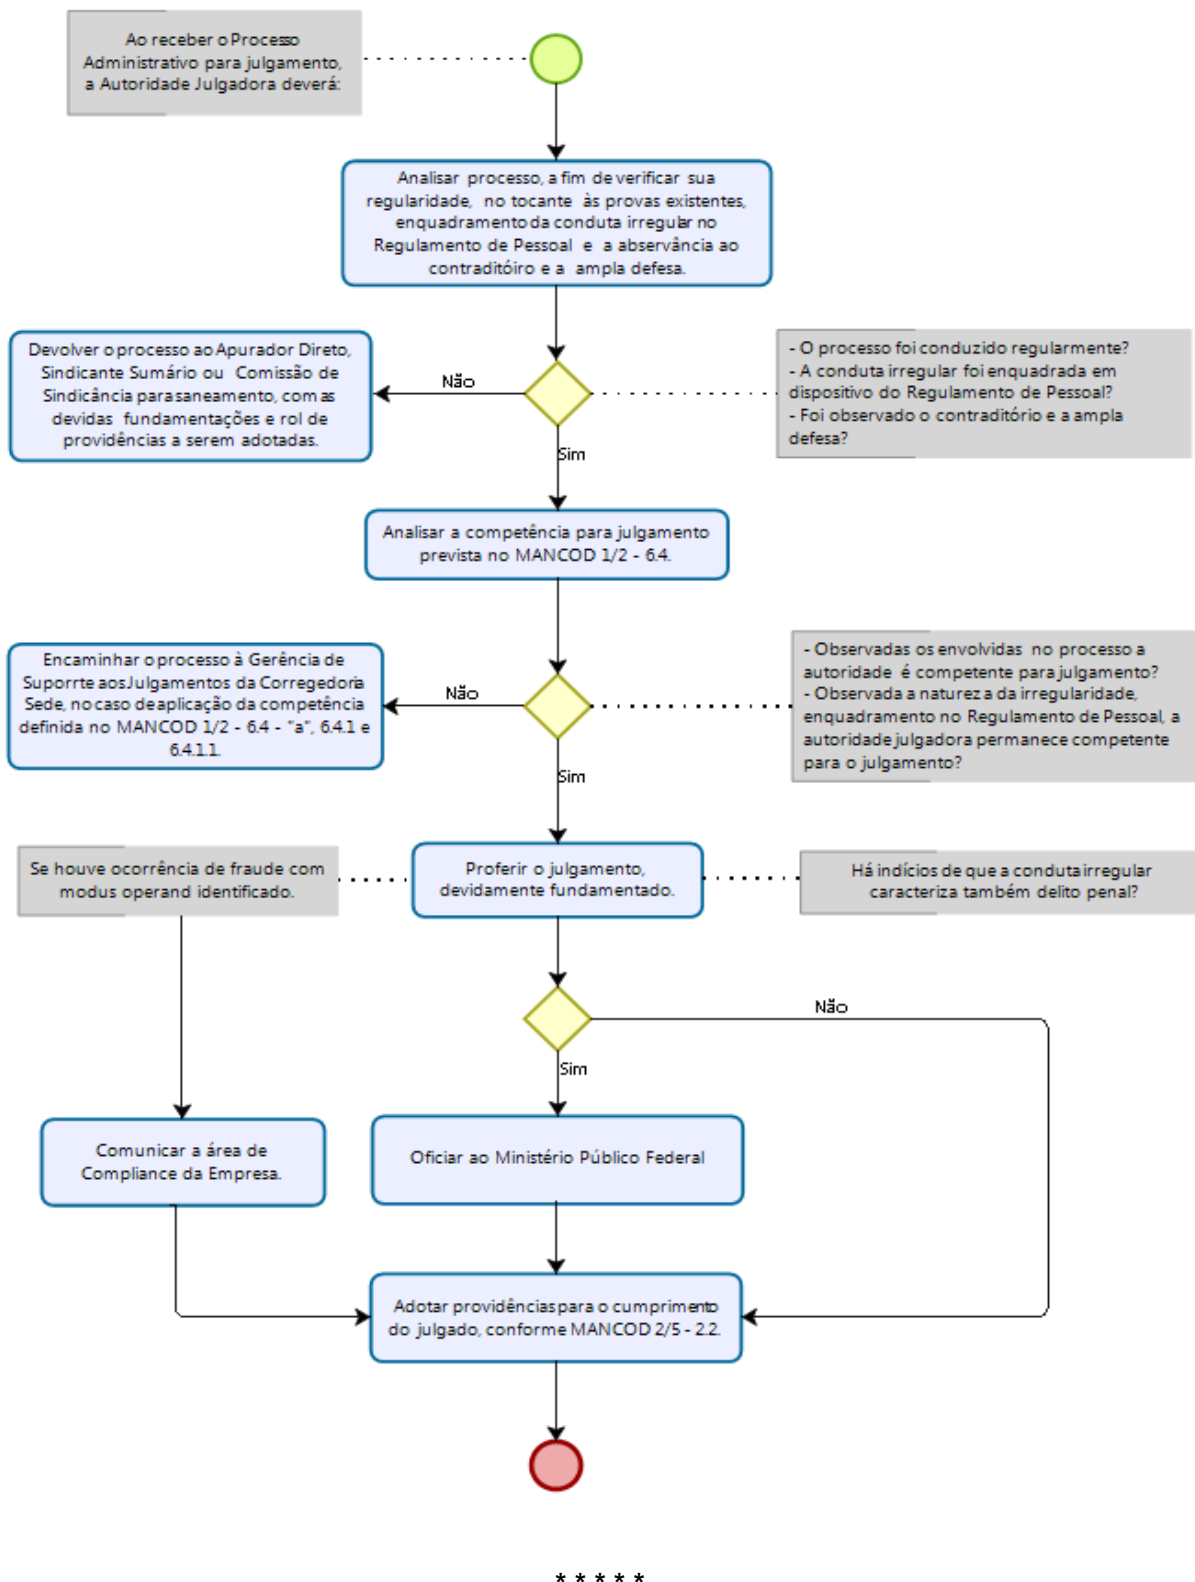 Ao receber o Processo
Administrativo para julgamento,
a Autoridade Julgadora deverá:
Analisar processo, a fim de verificar sua
regularidade, no tocante às provas existentes,
enquadramento da conduta irregular no
Regulamento de Pessoal e a abservância ao
contraditóiro e a ampla defesa.
Devolver o processo ao Apurador Direto,
Sindicante Sumário ou Comissão de
Sindicância para saneamento, com as
devidas fundamentações e rol de
providências a serem adotadas.
Não
- O processo foi conduzido regularmente?
- A conduta irregular foi enquadrada em
dispositivo do Regulamento de Pessoal?
- Foi observado o contraditório e a ampla
defesa?
Sim
Analisar a competência para julgamento
prevista no MANCOD 1/2 - 6.4.
Encaminhar o processo à Gerência de
Suporrte aos Julgamentos da Corregedoria
Sede, no caso de aplicação da competência
definida no MANCOD 1/2 - 6.4 - "a", 6.4.1 e
6.4.1.1.
Não
- Observadas os envolvidas no processo a
autoridade é competente para julgamento?
- Observada a natureza da irregularidade,
enquadramento no Regulamento de Pessoal, a
autoridade julgadora permanece competente
para o julgamento?
Sim
Se houve ocorrência de fraude com
modus operand identificado.
Proferir o julgamento,
devidamente fundamentado.
Há indícios de que a conduta irregular
caracteriza também delito penal?
Não
Sim
Comunicar a área de
Compliance da Empresa.
Oficiar ao Ministério Público Federal
Adotar providências para o cumprimento
do julgado, conforme MANCOD 2/5 - 2.2.
* * * * *